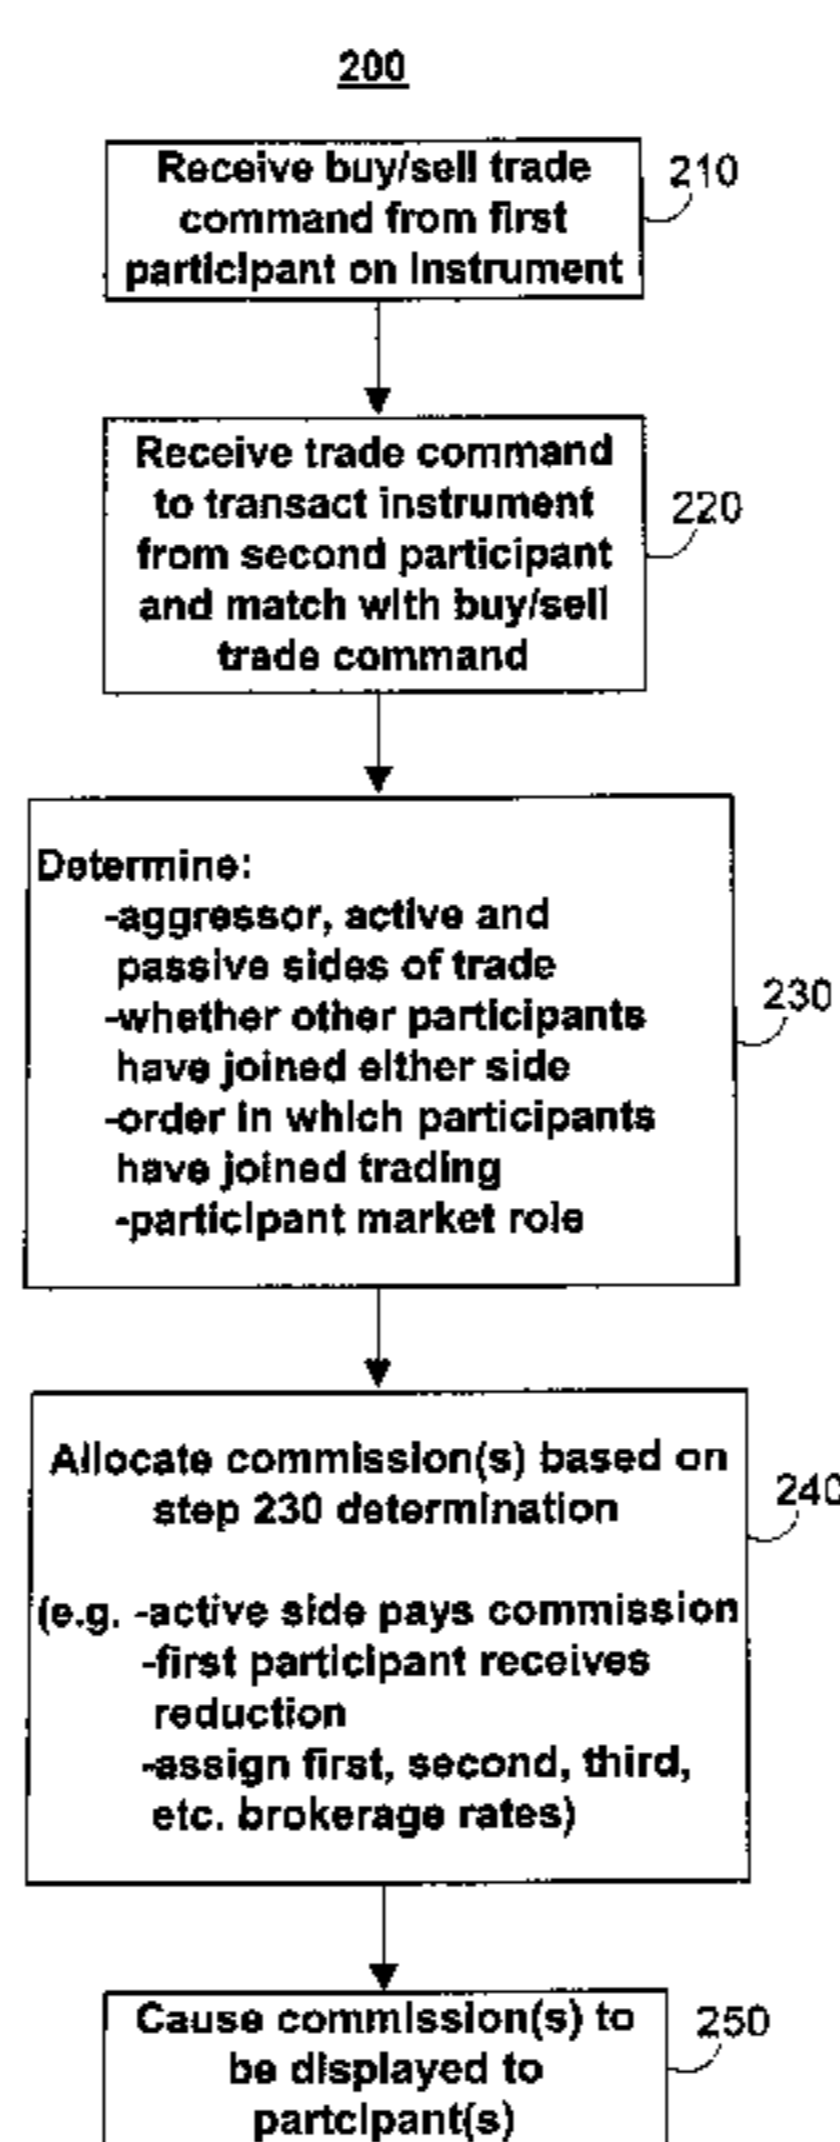 200
Receive buy/sell trade
command from first
participant on instrument
210
Receive trade command
to transact instrument
from second participant
and match with buy/sell
trade command
220
Determine:
-aggressor, active and
passive sides of trade
-whether other participants
have joined either side
-order in which participants
have joined trading
-participant market role
230
Allocate commission(s) based on
step 230 determination
(e.g. -active side pays commission
-first participant receives
reduction
-assign first, second, third,
etc. brokerage rates)
240
Cause commission(s) to
be displayed to
partcipant(s)
250